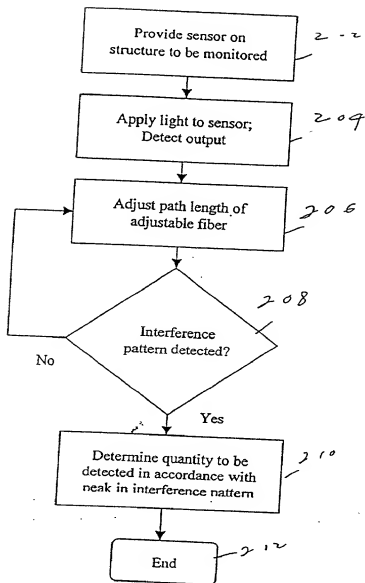 Provide sensor on
structure to be monitored
2-2
Apply light to sensor;
Detect output
204
Adjust path length of
adjustable fiber
206
Interference
pattern detected?
208
No
Yes
Determine quantity to be
detected in accordance with
neak in interference nattern
210
End
212